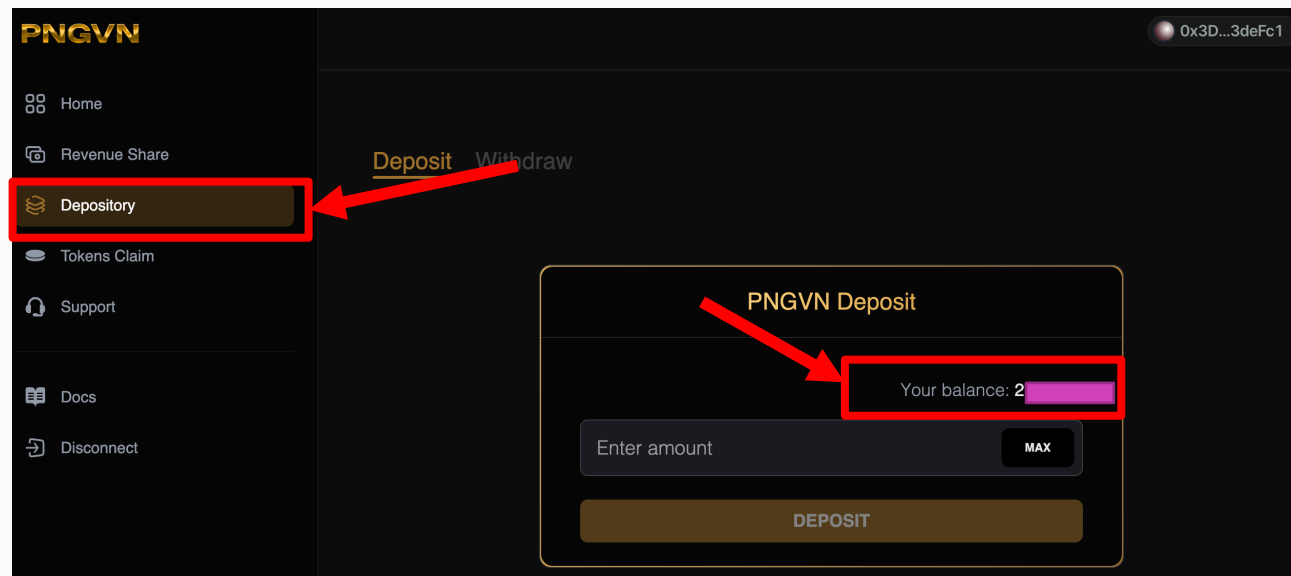 PNGVN
0x3D...3deFc1
Home
Revenue Share
Depository
Tokens Claim
Support
Docs
Disconnect
Deposit Withdraw
PNGVN Deposit
Your balance: 2
Enter amount MAX
DEPOSIT